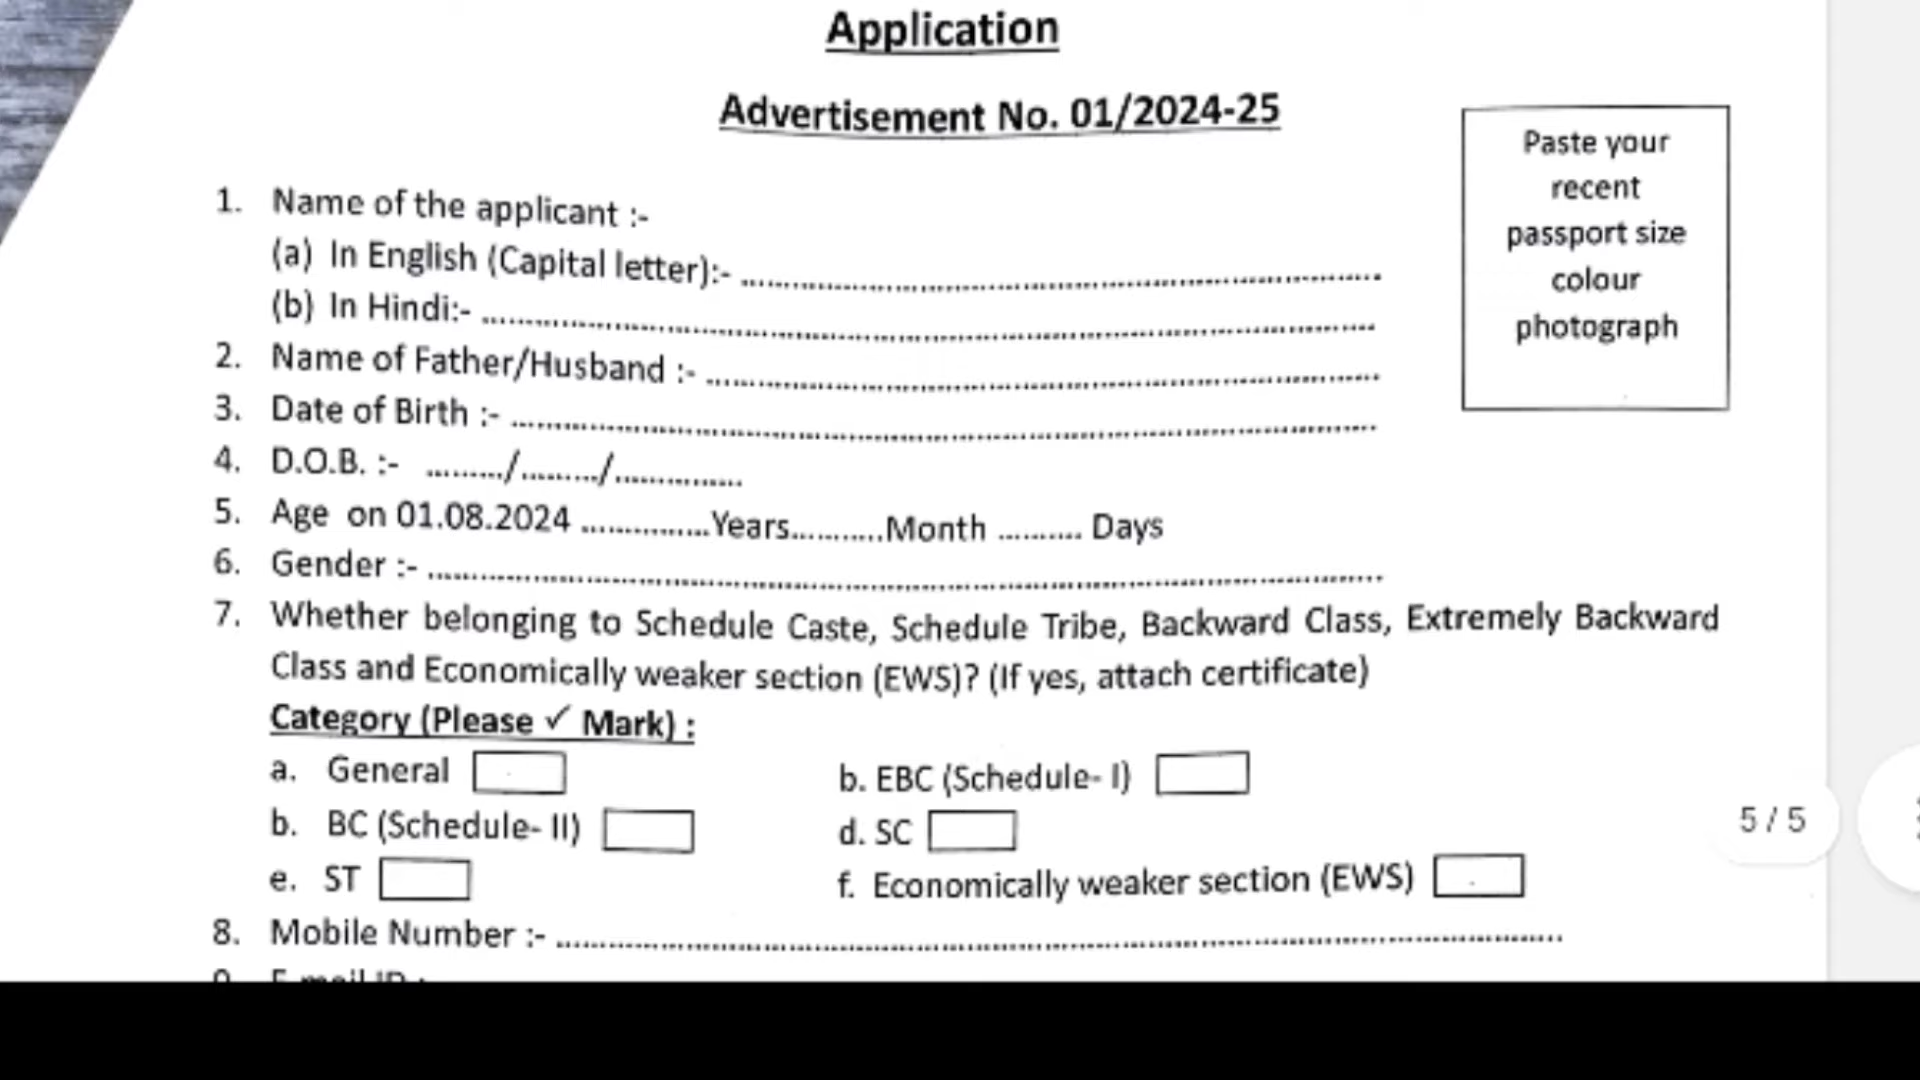 Application
Advertisement No. 01/2024-25
Paste your
recent
passport size
colour
photograph
1. Name of the applicant :-
(a) In English (Capital letter):- ........................................
(b) In Hindi:- ........................................
2. Name of Father/Husband :- ........................................
3. Date of Birth :- ........................................
4. D.O.B. :- ........./........./...............
5. Age on 01.08.2024 ...............Years...........Month .......... Days
6. Gender :- ........................................
7. Whether belonging to Schedule Caste, Schedule Tribe, Backward Class, Extremely Backward
Class and Economically weaker section (EWS)? (If yes, attach certificate)
Category (Please ✓ Mark) :
a. General
b. EBC (Schedule- I)
b. BC (Schedule- II)
d. SC
e. ST
f. Economically weaker section (EWS)
8. Mobile Number :- ........................................
9. E-mail ID :
5 / 5